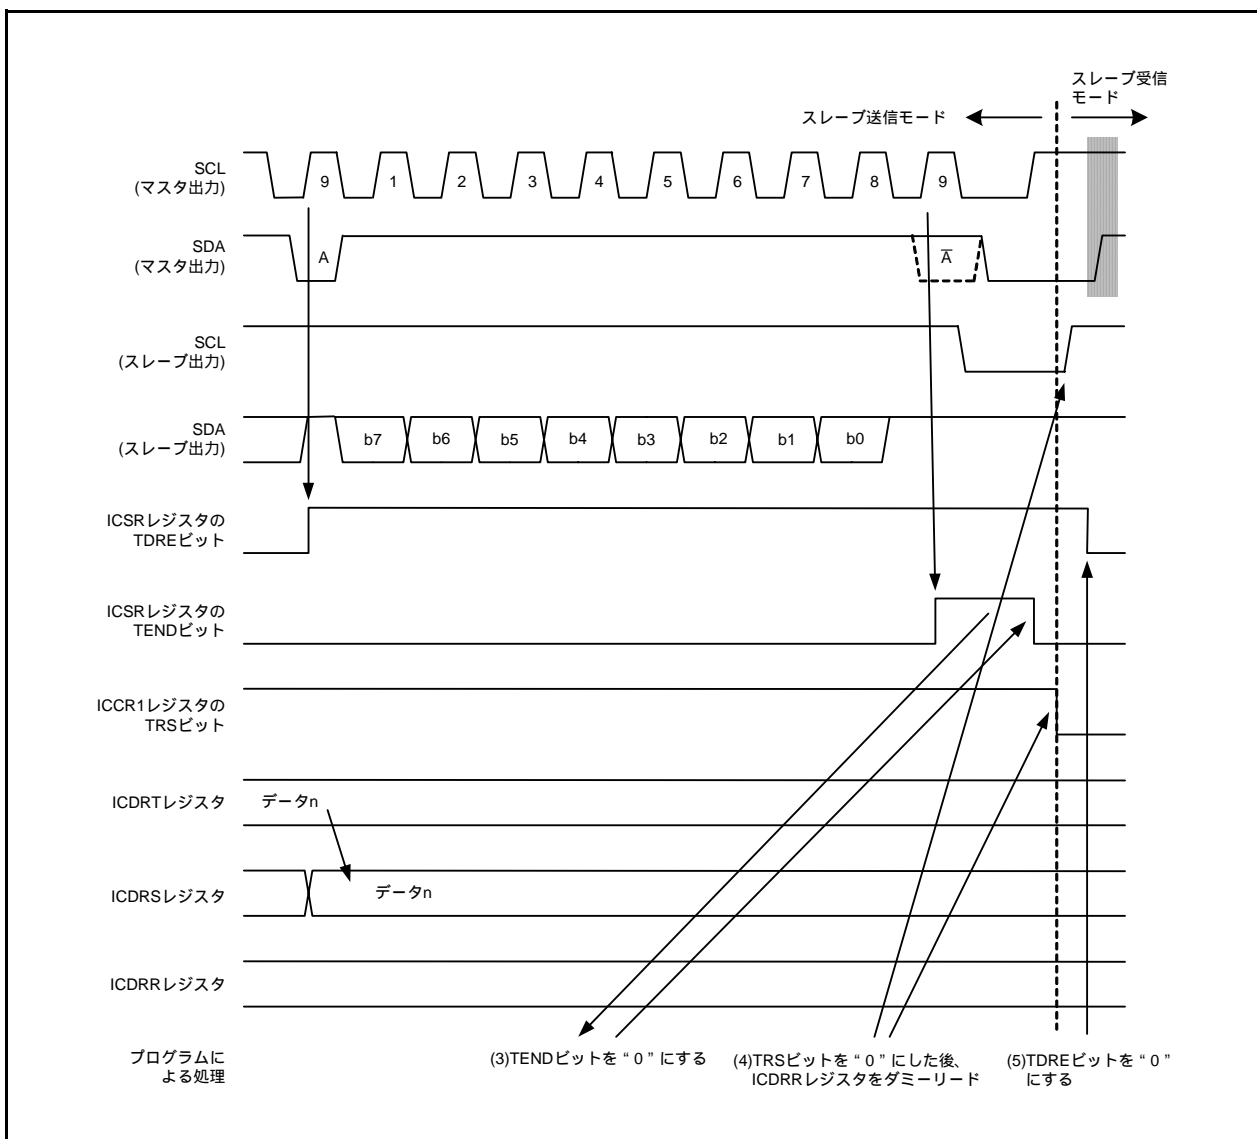 スレーブ受信
モード
スレーブ送信モード
SCL
(マスタ出力)
9 1 2 3 4 5 6 7 8 9
SDA
(マスタ出力)
A A̅
SCL
(スレーブ出力)
SDA
(スレーブ出力)
b7 b6 b5 b4 b3 b2 b1 b0
ICSRレジスタの
TDREビット
ICSRレジスタの
TENDビット
ICCR1レジスタの
TRSビット
ICDRTレジスタ データn
ICDRSレジスタ データn
ICDRRレジスタ
プログラムに
よる処理
(3)TENDビットを“0”にする
(4)TRSビットを“0”にした後、
ICDRRレジスタをダミーリード
(5)TDREビットを“0”
にする